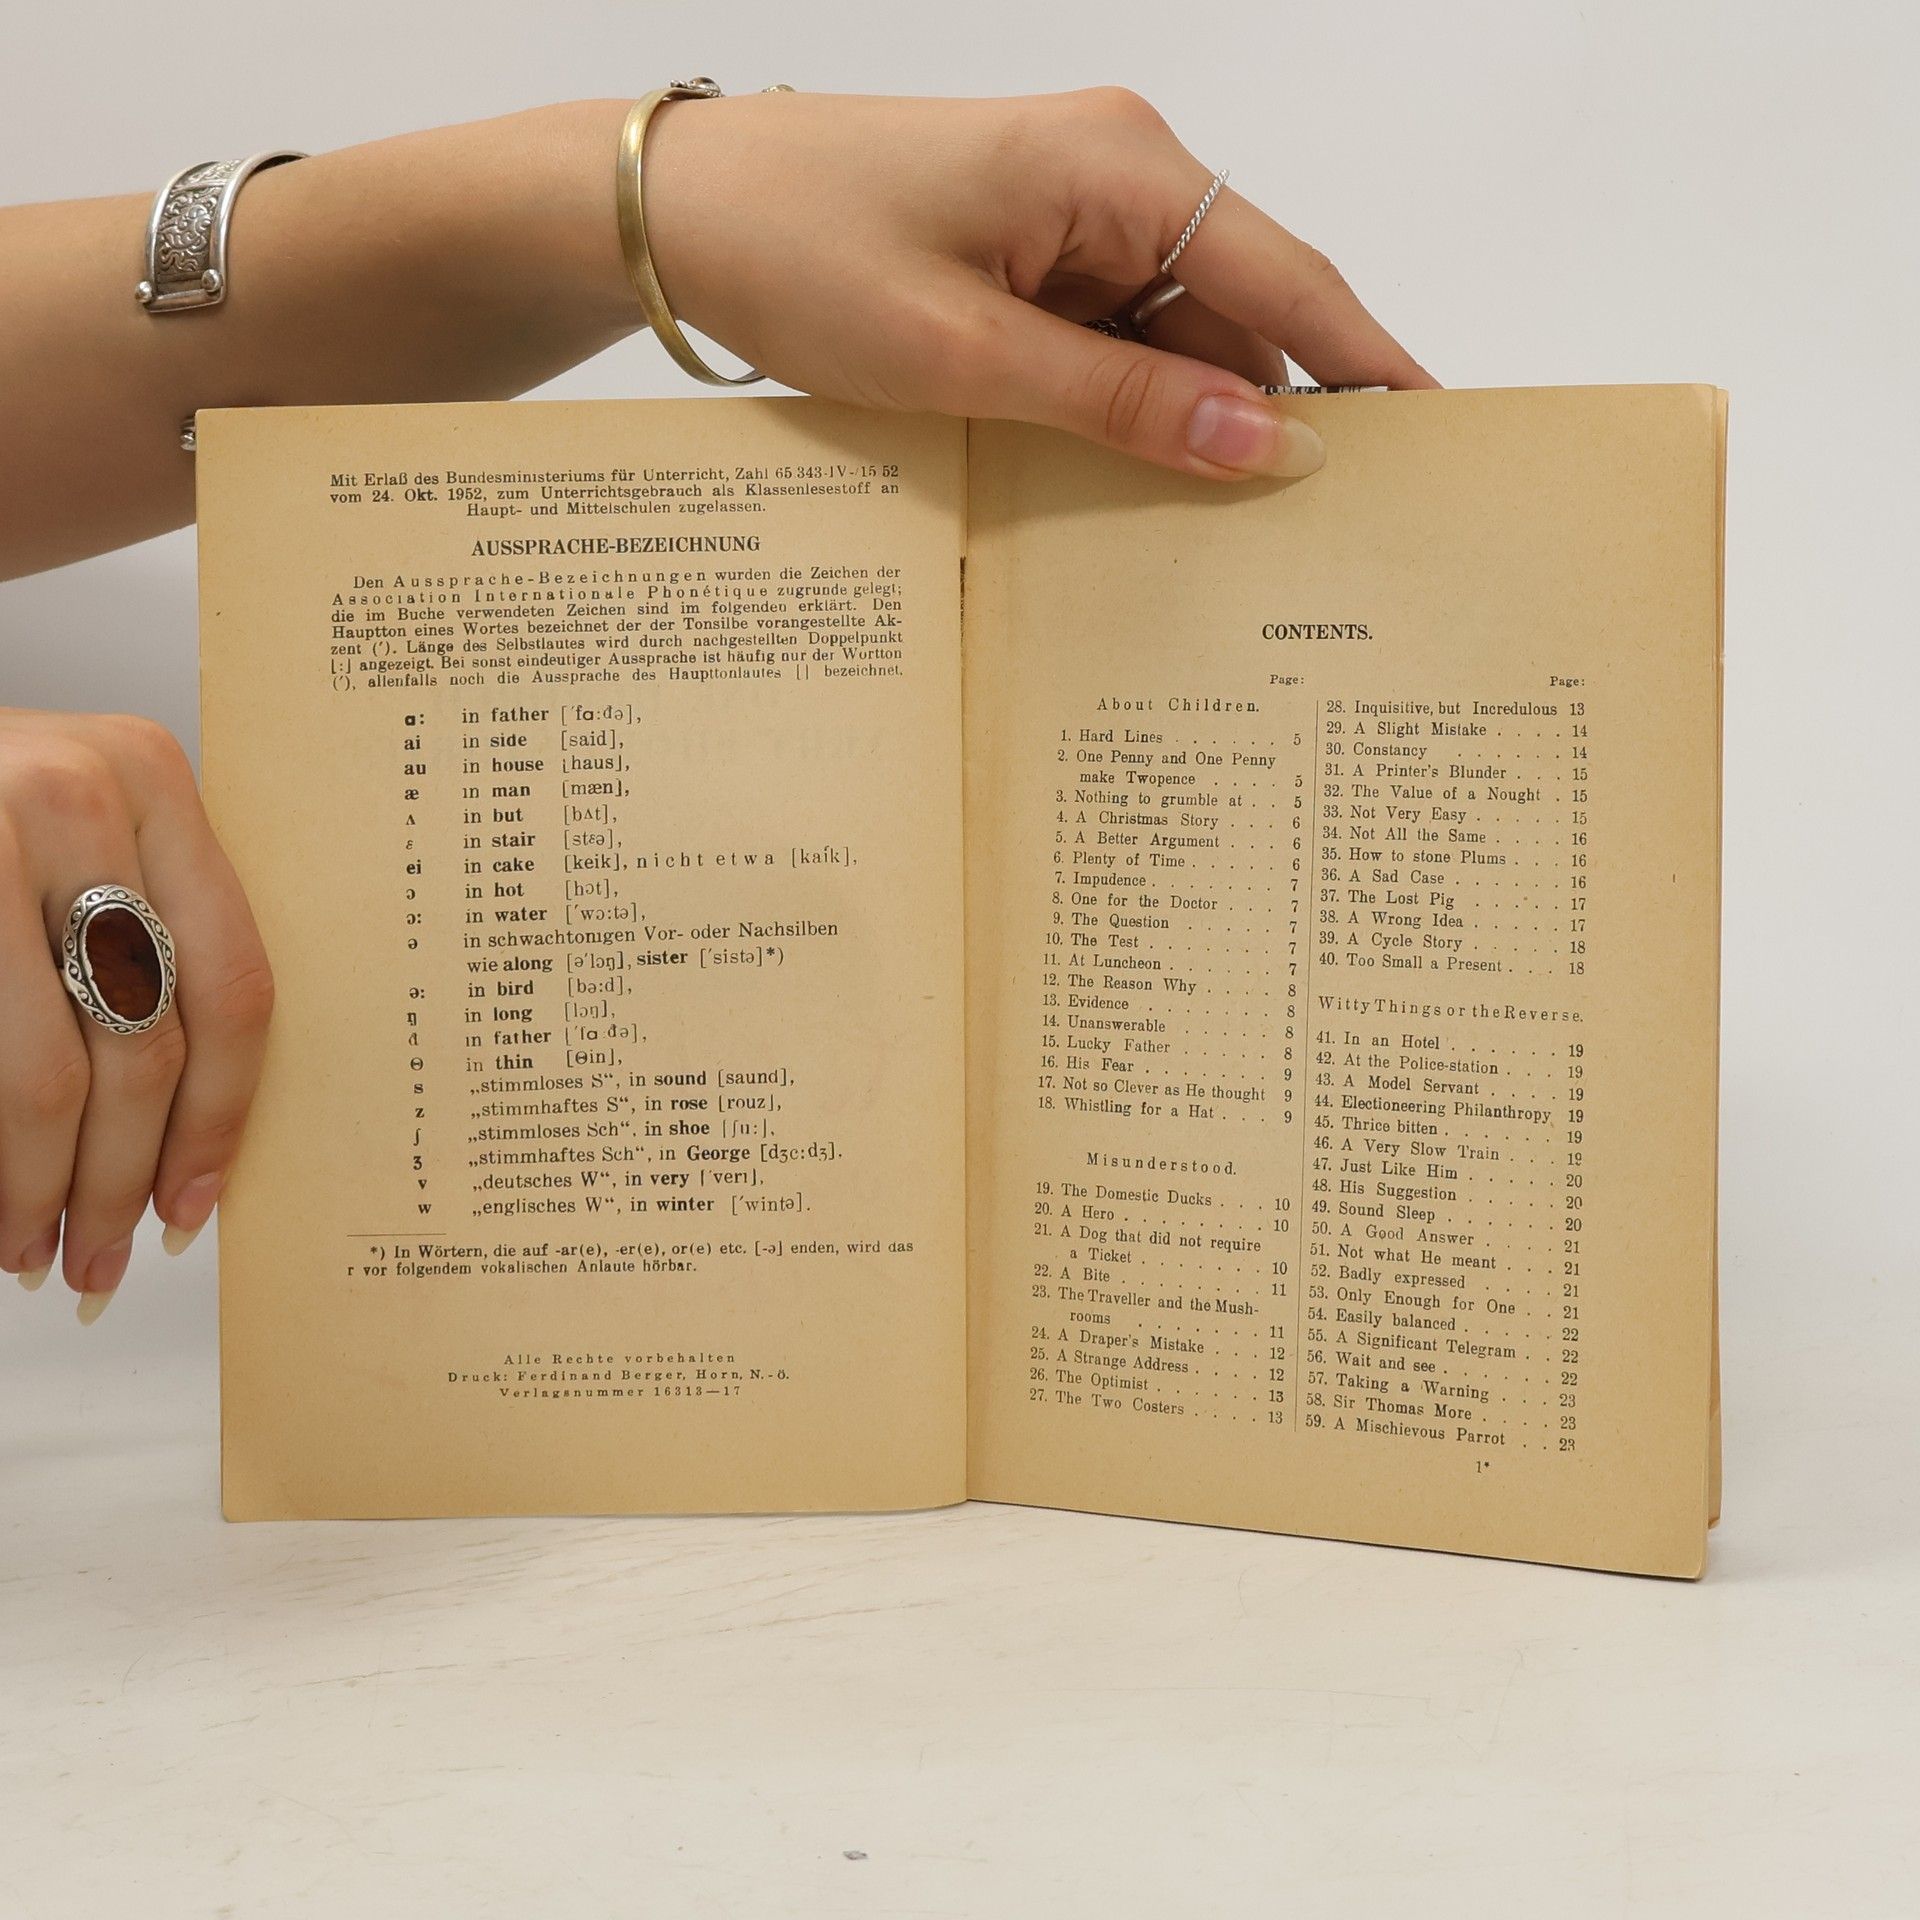 Mit Erlaß des Bundesministeriums für Unterricht, Zahl 65 343-IV-/15 52
vom 24. Okt. 1952, zum Unterrichtsgebrauch als Klassenlesestoff an
Haupt- und Mittelschulen zugelassen.
AUSSPRACHE-BEZEICHNUNG
Den Aussprache-Bezeichnungen wurden die Zeichen der
Association Internationale Phonétique zugrunde gelegt;
die im Buche verwendeten Zeichen sind im folgenden erklärt. Den
Hauptton eines Wortes bezeichnet der der Tonsilbe vorangestellte Ak-
zent (′). Länge des Selbstlautes wird durch nachgestellten Doppelpunkt
[:] angezeigt. Bei sonst eindeutiger Aussprache ist häufig nur der Wortton
(′), allenfalls noch die Aussprache des Haupttonlautes [ ] bezeichnet.
ɑ: in father [′fɑ:đə],
ai in side [said],
au in house [haus],
æ in man [mæn],
ʌ in but [bʌt],
ɛ in stair [stɛə],
ei in cake [keik], nicht etwa [kaik],
ɔ in hot [hɔt],
ɔ: in water [′wɔ:tə],
ə in schwachtonigen Vor- oder Nachsilben
wie along [ə′lɔŋ], sister [′sistə]*)
ə: in bird [bə:d],
ŋ in long [lɔŋ],
đ in father [′fɑ:đə],
Θ in thin [Θin],
s „stimmloses S“, in sound [saund],
z „stimmhaftes S“, in rose [rouz],
ʃ „stimmloses Sch“, in shoe [ʃu:],
ʒ „stimmhaftes Sch“, in George [dʒɔ:dʒ],
v „deutsches W“, in very [′veri],
w „englisches W“, in winter [′wintə].
*) In Wörtern, die auf -ar(e), -er(e), or(e) etc. [-ə] enden, wird das
r vor folgendem vokalischen Anlaute hörbar.
Alle Rechte vorbehalten
Druck: Ferdinand Berger, Horn, N.-ö.
Verlagsnummer 16313—17
CONTENTS.
Page:
About Children.
1. Hard Lines . . . . . . 5
2. One Penny and One Penny
make Twopence . . . . 5
3. Nothing to grumble at . . 5
4. A Christmas Story . . . 6
5. A Better Argument . . . 6
6. Plenty of Time . . . . . 6
7. Impudence . . . . . . . 7
8. One for the Doctor . . . 7
9. The Question . . . . . 7
10. The Test . . . . . . . 7
11. At Luncheon . . . . . . 7
12. The Reason Why . . . . 8
13. Evidence . . . . . . . 8
14. Unanswerable . . . . . 8
15. Lucky Father . . . . . 8
16. His Fear . . . . . . . 9
17. Not so Clever as He thought 9
18. Whistling for a Hat . . . 9
Misunderstood.
19. The Domestic Ducks . . . 10
20. A Hero . . . . . . . . 10
21. A Dog that did not require
a Ticket . . . . . . . 10
22. A Bite . . . . . . . . 11
23. The Traveller and the Mush-
rooms . . . . . . . 11
24. A Draper's Mistake . . . 12
25. A Strange Address . . . . 12
26. The Optimist . . . . . . 13
27. The Two Costers . . . . 13
Page:
28. Inquisitive, but Incredulous 13
29. A Slight Mistake . . . . 14
30. Constancy . . . . . . 14
31. A Printer's Blunder . . . 15
32. The Value of a Nought . 15
33. Not Very Easy . . . . . 15
34. Not All the Same . . . . 16
35. How to stone Plums . . . 16
36. A Sad Case . . . . . . 16
37. The Lost Pig . . . . . 17
38. A Wrong Idea . . . . . 17
39. A Cycle Story . . . . . 18
40. Too Small a Present . . . 18
Witty Things or the Reverse.
41. In an Hotel . . . . . . 19
42. At the Police-station . . . 19
43. A Model Servant . . . . 19
44. Electioneering Philanthropy 19
45. Thrice bitten . . . . . . 19
46. A Very Slow Train . . . 19
47. Just Like Him . . . . . 20
48. His Suggestion . . . . . 20
49. Sound Sleep . . . . . . 20
50. A Good Answer . . . . 21
51. Not what He meant . . . 21
52. Badly expressed . . . . 21
53. Only Enough for One . . 21
54. Easily balanced . . . . . 22
55. A Significant Telegram . . 22
56. Wait and see . . . . . . 22
57. Taking a Warning . . . 23
58. Sir Thomas More . . . . 23
59. A Mischievous Parrot . . 23
1*